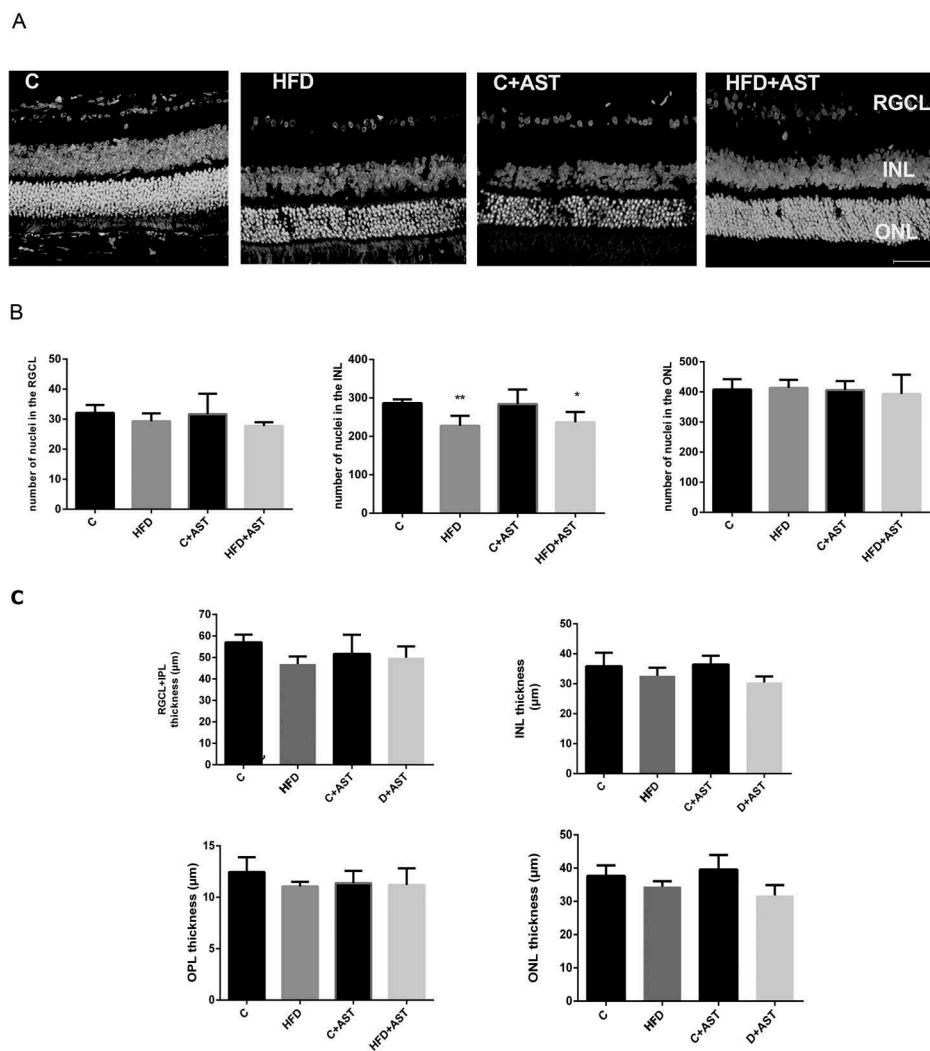 A
C
HFD
C+AST
HFD+AST
RGCL
INL
ONL
B
number of nuclei in the RGCL
50
40
30
20
10
0
C
HFD
C+AST
HFD+AST
number of nuclei in the INL
400
300
200
100
0
**
*
C
HFD
C+AST
HFD+AST
number of nuclei in the ONL
500
400
300
200
100
0
C
HFD
C+AST
HFD+AST
C
RGCL+IPL
thickness (µm)
70
60
50
40
30
20
10
0
C
HFD
C+AST
D+AST
INL thickness
(µm)
50
40
30
20
10
0
C
HFD
C+AST
D+AST
OPL thickness (µm)
15
10
5
0
C
HFD
C+AST
HFD+AST
ONL thickness (µm)
50
40
30
20
10
0
C
HFD
C+AST
D+AST